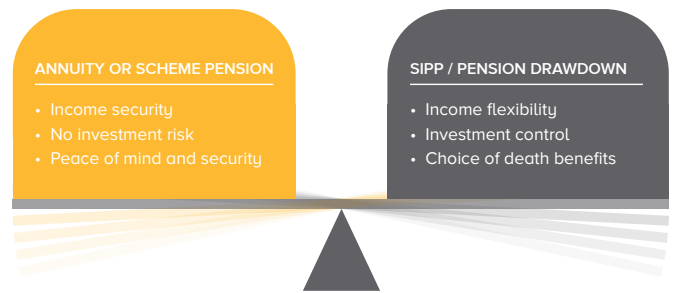 ANNUITY OR SCHEME PENSION
• Income security
• No investment risk
• Peace of mind and security
SIPP / PENSION DRAWDOWN
• Income flexibility
• Investment control
• Choice of death benefits